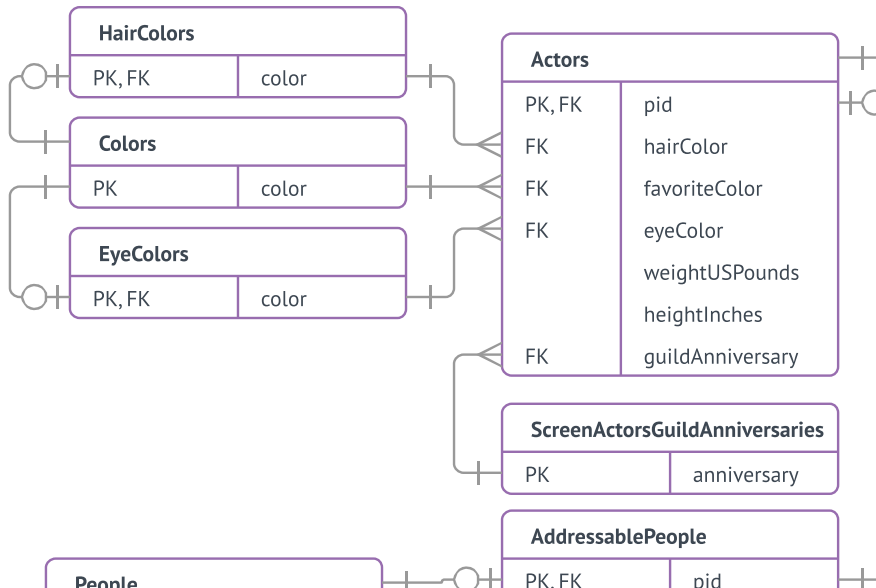 HairColors
PK, FK color
Colors
PK color
EyeColors
PK, FK color
Actors
PK, FK pid
FK hairColor
FK favoriteColor
FK eyeColor
weightUSPounds
heightInches
FK guildAnniversary
ScreenActorsGuildAnniversaries
PK anniversary
AddressablePeople
PK, FK pid
People